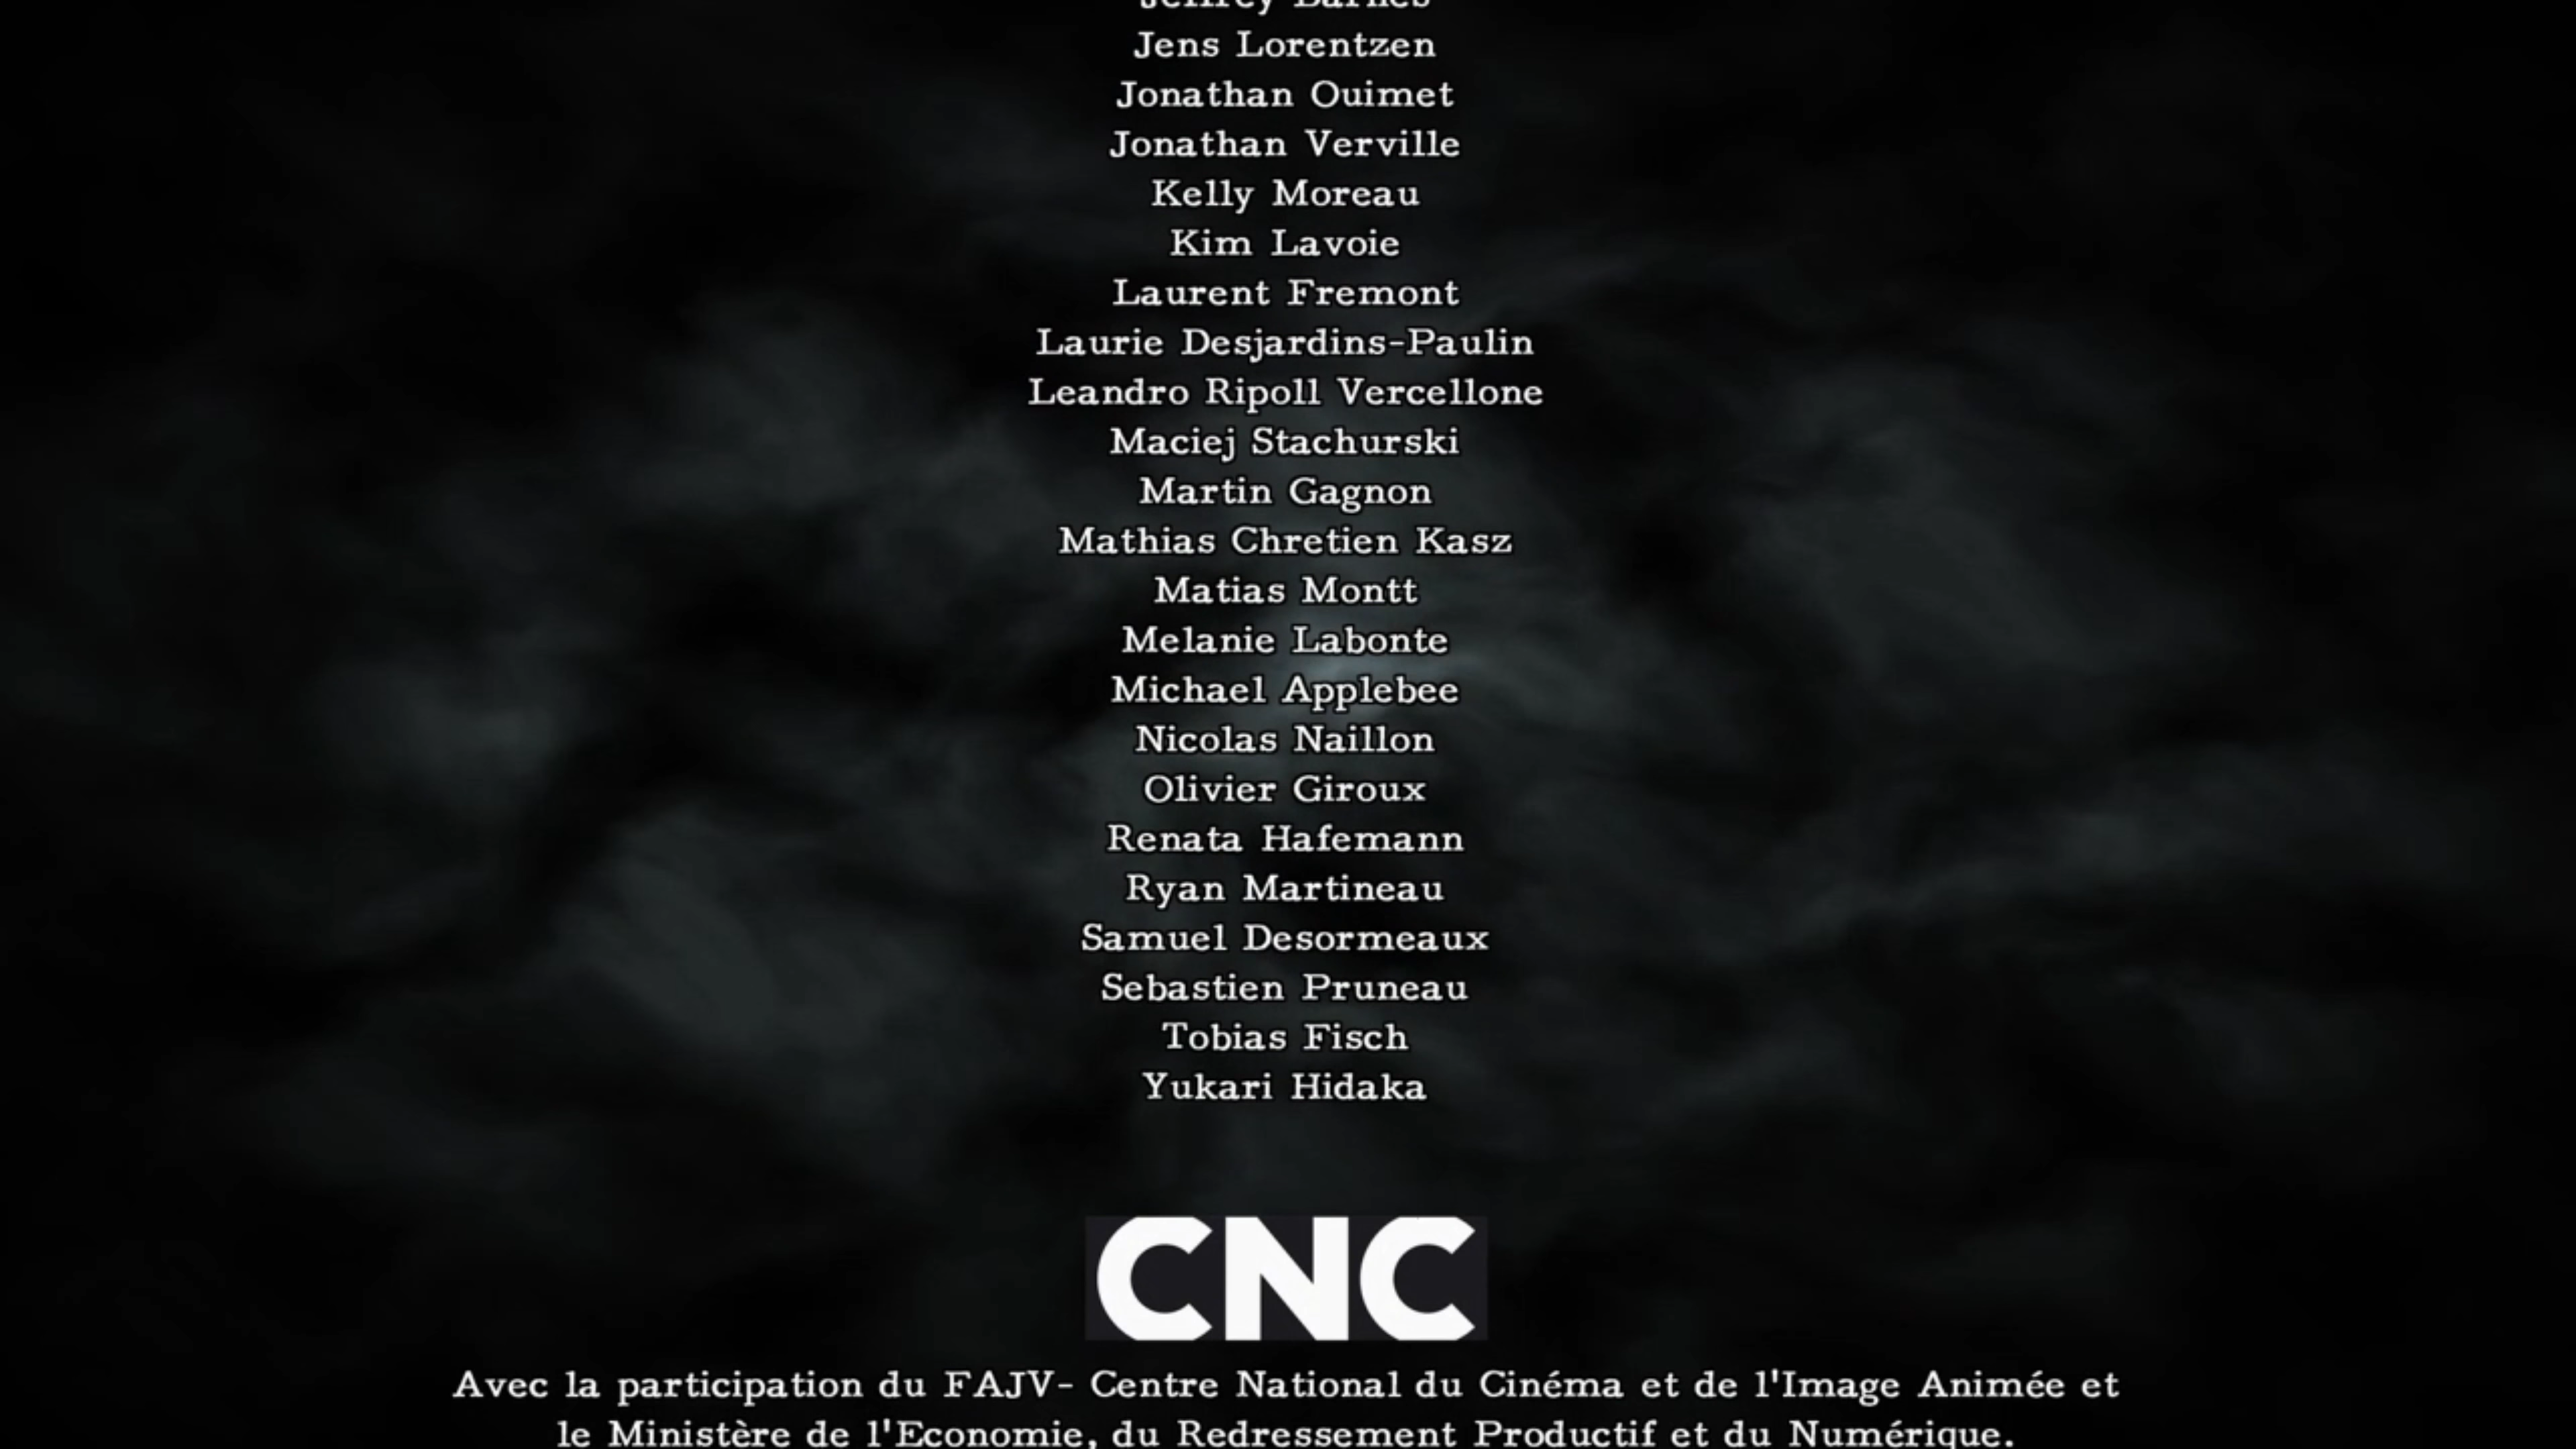 Jeffrey Barnes
Jens Lorentzen
Jonathan Ouimet
Jonathan Verville
Kelly Moreau
Kim Lavoie
Laurent Fremont
Laurie Desjardins-Paulin
Leandro Ripoll Vercellone
Maciej Stachurski
Martin Gagnon
Mathias Chretien Kasz
Matias Montt
Melanie Labonte
Michael Applebee
Nicolas Naillon
Olivier Giroux
Renata Hafemann
Ryan Martineau
Samuel Desormeaux
Sebastien Pruneau
Tobias Fisch
Yukari Hidaka
CNC
Avec la participation du FAJV- Centre National du Cinéma et de l'Image Animée et
le Ministère de l'Economie, du Redressement Productif et du Numérique.